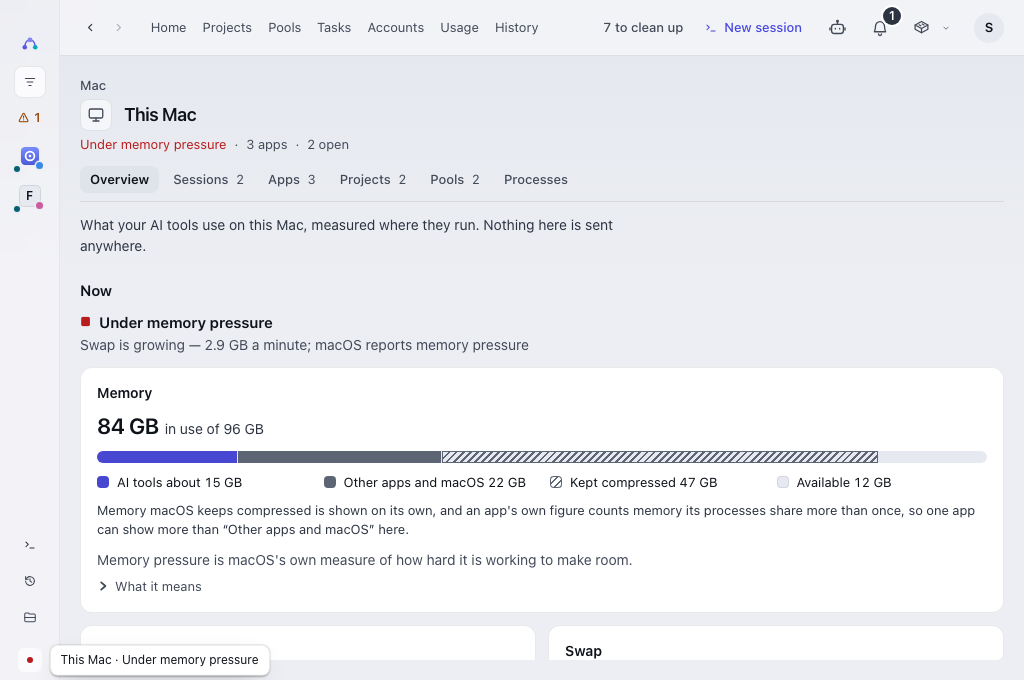 Home Projects Pools Tasks Accounts Usage History 7 to clean up New session 1 S
1
F
Mac
This Mac
Under memory pressure · 3 apps · 2 open
Overview Sessions 2 Apps 3 Projects 2 Pools 2 Processes
What your AI tools use on this Mac, measured where they run. Nothing here is sent
anywhere.
Now
Under memory pressure
Swap is growing — 2.9 GB a minute; macOS reports memory pressure
Memory
84 GB in use of 96 GB
AI tools about 15 GB Other apps and macOS 22 GB Kept compressed 47 GB Available 12 GB
Memory macOS keeps compressed is shown on its own, and an app's own figure counts memory its processes share more than once, so one app
can show more than “Other apps and macOS” here.
Memory pressure is macOS's own measure of how hard it is working to make room.
What it means
Swap
This Mac · Under memory pressure